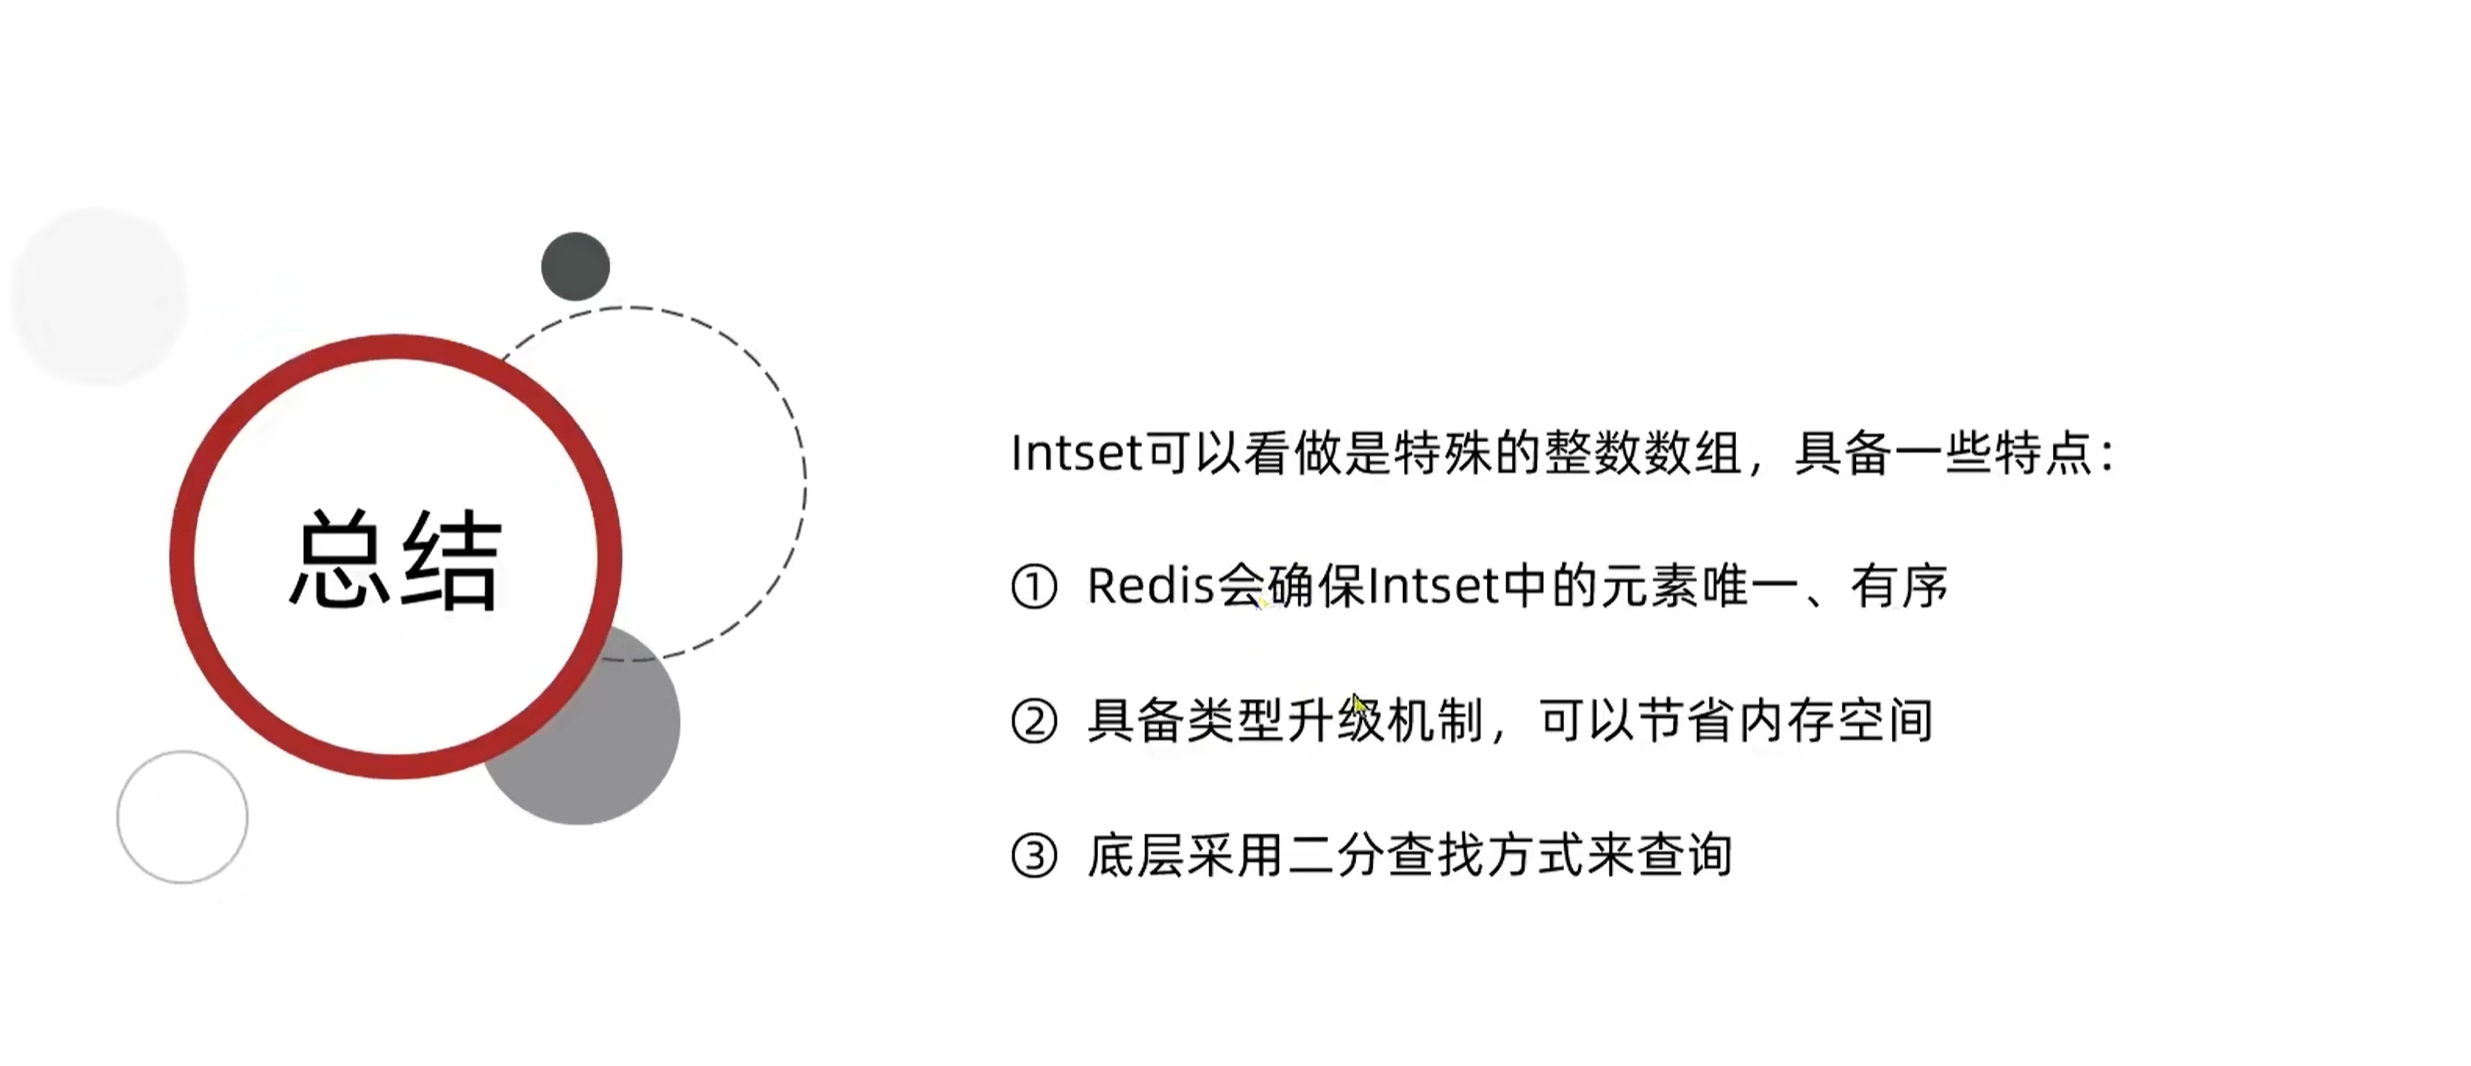 总结
Intset可以看做是特殊的整数数组，具备一些特点：
① Redis会确保Intset中的元素唯一、有序
② 具备类型升级机制，可以节省内存空间
③ 底层采用二分查找方式来查询